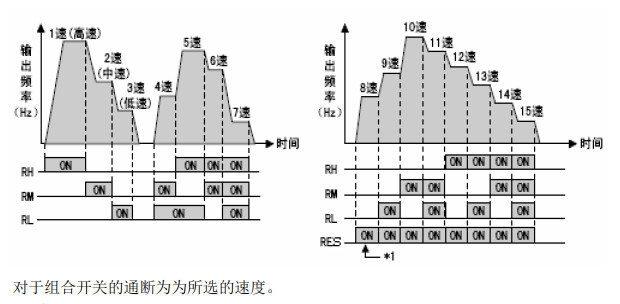 输出频率(Hz)
1速(高速)
2速(中速)
3速(低速)
4速
5速
6速
7速
时间
RH ON ON ON ON
RM ON ON ON ON
RL ON ON ON
输出频率(Hz)
8速
9速
10速
11速
12速
13速
14速
15速
时间
RH ON ON ON ON
RM ON ON ON ON
RL ON ON ON ON
RES ON ON ON ON ON ON ON ON
*1
对于组合开关的通断为为所选的速度。